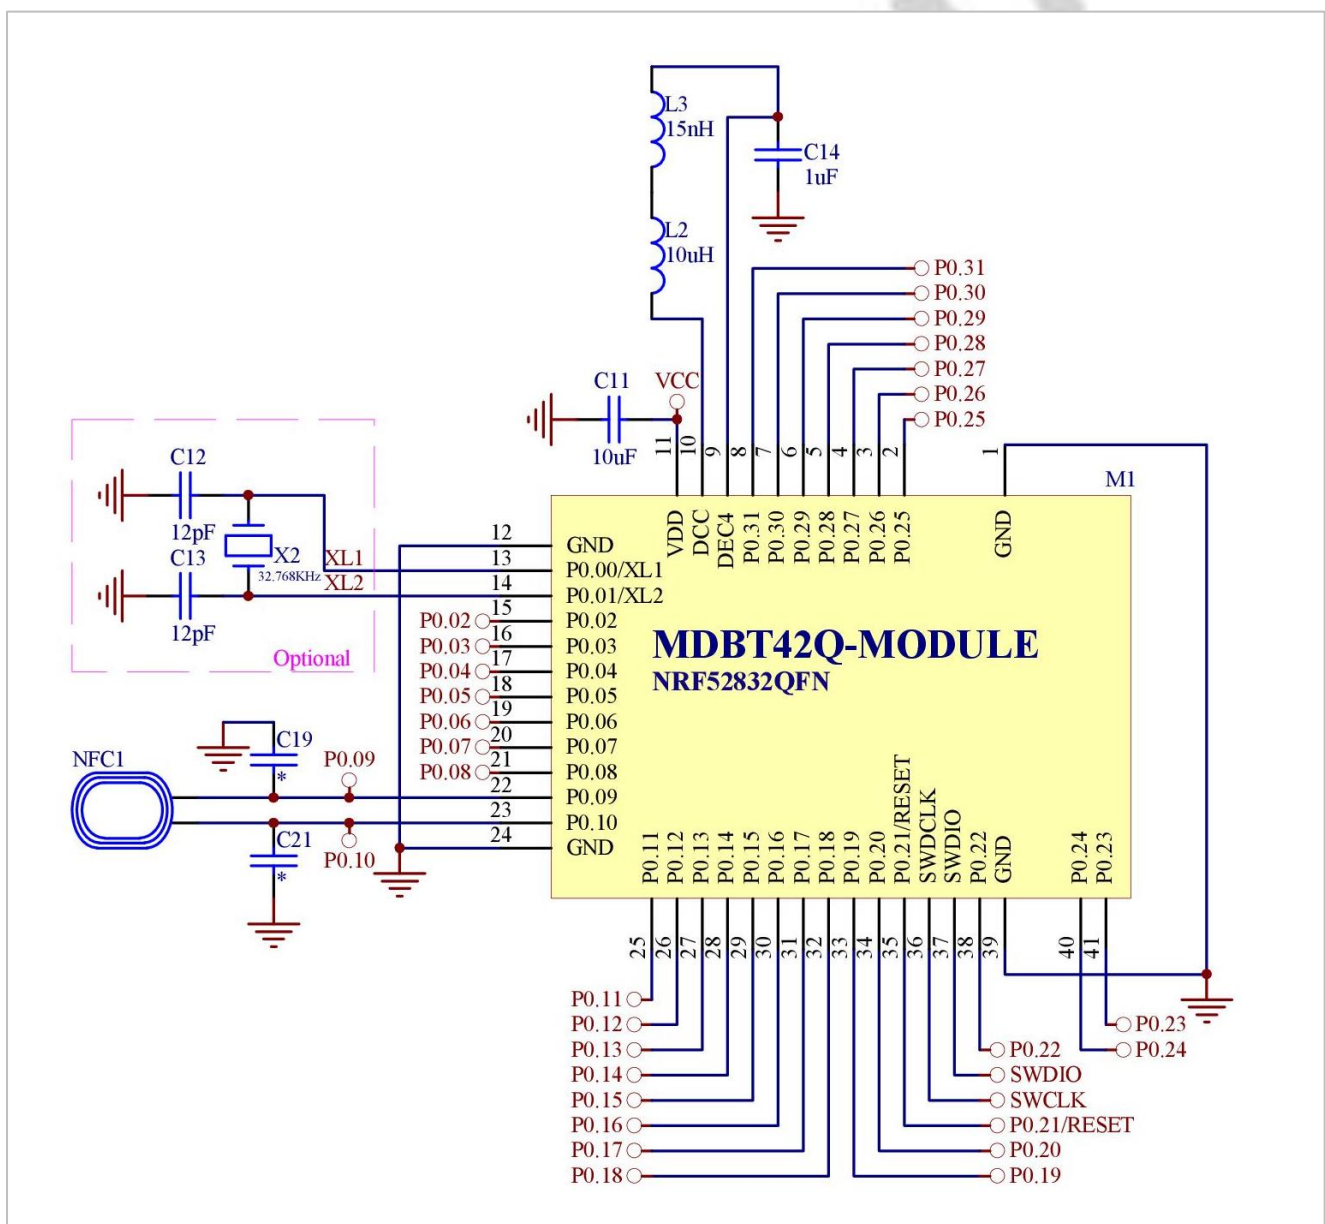 L3
15nH
C14
1uF
L2
10uH
P0.31
P0.30
P0.29
P0.28
P0.27
P0.26
P0.25
C11
VCC
10uF
11
10
9
8
7
6
5
4
3
2
1
M1
C12
12pF
X2
32.768KHz
C13
12pF
Optional
XL1
XL2
12
13
14
15
16
17
18
19
20
21
22
23
24
GND
P0.00/XL1
P0.01/XL2
P0.02
P0.03
P0.04
P0.05
P0.06
P0.07
P0.08
P0.09
P0.10
GND
VDD
DCC
DEC4
P0.31
P0.30
P0.29
P0.28
P0.27
P0.26
P0.25
GND
P0.02
P0.03
P0.04
P0.05
P0.06
P0.07
P0.08
MDBT42Q-MODULE
NRF52832QFN
NFC1
C19
*
P0.09
C21
*
P0.10
P0.11
P0.12
P0.13
P0.14
P0.15
P0.16
P0.17
P0.18
P0.19
P0.20
P0.21/RESET
SWDCLK
SWDIO
P0.22
GND
P0.24
P0.23
25
26
27
28
29
30
31
32
33
34
35
36
37
38
39
40
41
P0.11
P0.12
P0.13
P0.14
P0.15
P0.16
P0.17
P0.18
P0.23
P0.24
P0.22
SWDIO
SWCLK
P0.21/RESET
P0.20
P0.19